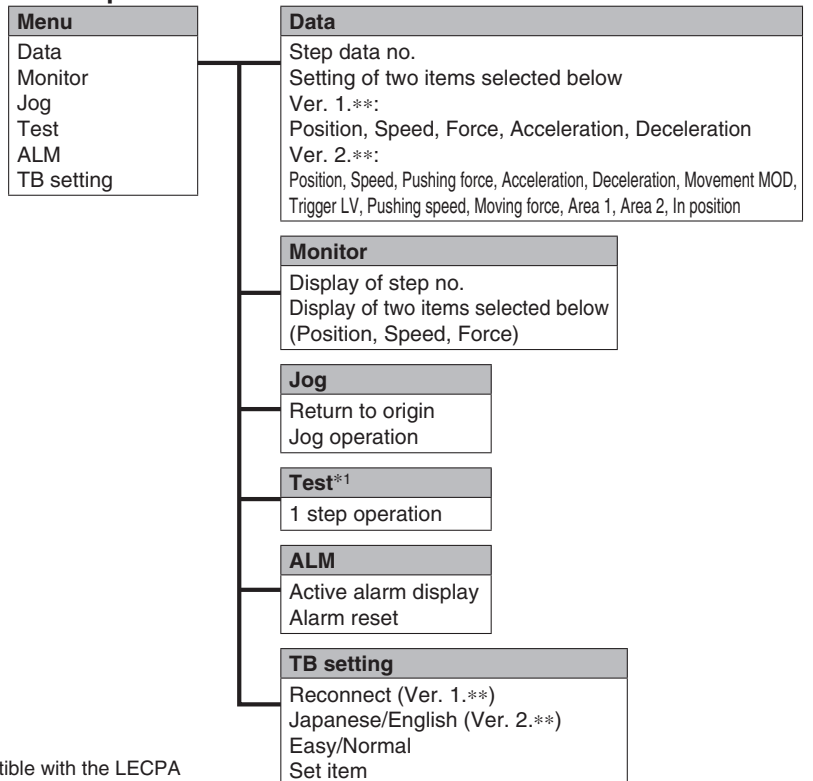 Menu
Data
Monitor
Jog
Test
ALM
TB setting
Data
Step data no.
Setting of two items selected below
Ver. 1.**:
Position, Speed, Force, Acceleration, Deceleration
Ver. 2.**:
Position, Speed, Pushing force, Acceleration, Deceleration, Movement MOD,
Trigger LV, Pushing speed, Moving force, Area 1, Area 2, In position
Monitor
Display of step no.
Display of two items selected below
(Position, Speed, Force)
Jog
Return to origin
Jog operation
Test*1
1 step operation
ALM
Active alarm display
Alarm reset
TB setting
Reconnect (Ver. 1.**)
Japanese/English (Ver. 2.**)
Easy/Normal
Set item
with the LECPA